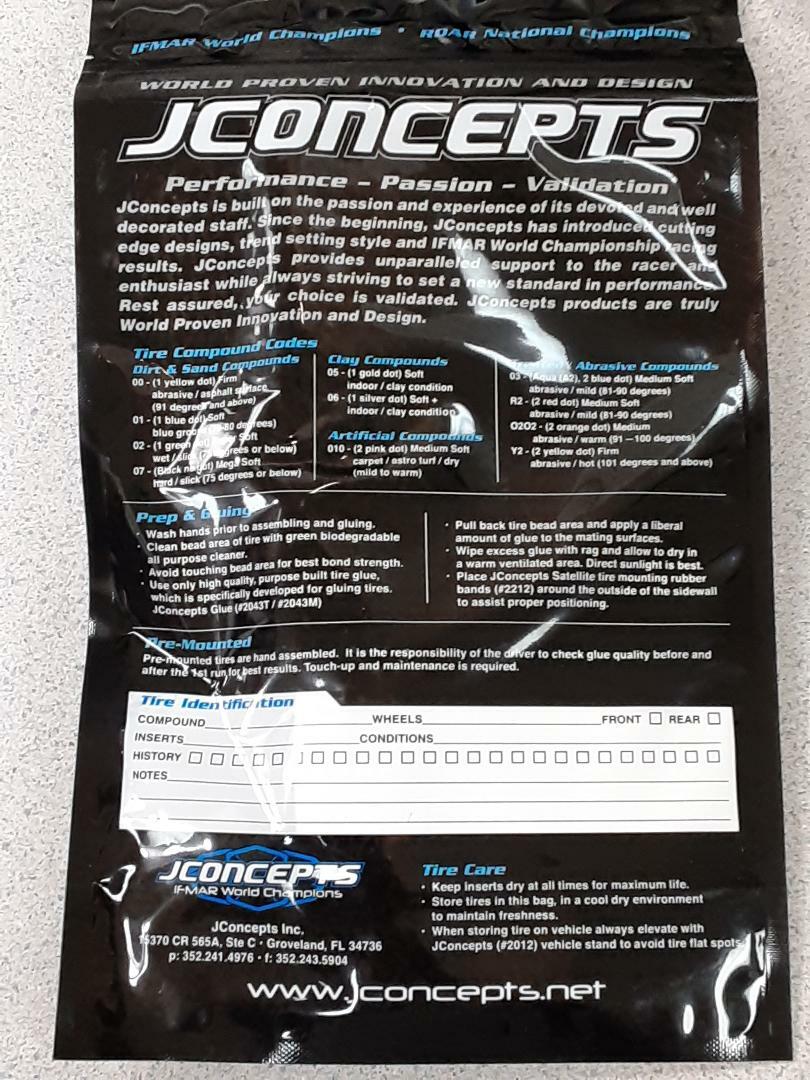 IFMAR World Champions • ROAR National Champions
WORLD PROVEN INNOVATION AND DESIGN
JCONCEPTS
Performance – Passion – Validation
JConcepts is built on the passion and experience of its devoted and well
decorated staff. Since the beginning, JConcepts has introduced cutting
edge designs, trend setting style and IFMAR World Championship racing
results. JConcepts provides unparalleled support to the racer and
enthusiast while always striving to set a new standard in performance.
Rest assured, your choice is validated. JConcepts products are truly
World Proven Innovation and Design.
Tire Compound Codes
Dirt & Sand Compounds
00 - (1 yellow dot) Firm
abrasive / asphalt surface
(91 degrees and above)
01 - (1 blue dot) Soft
blue groove degrees)
02 - (1 green dot) Soft
wet / slick degrees or below)
07 - (Black no dot) Mega Soft
hard / slick (75 degrees or below)
Clay Compounds
05 - (1 gold dot) Soft
indoor / clay condition
06 - (1 silver dot) Soft +
indoor / clay condition
Artificial Compounds
010 - (2 pink dot) Medium Soft
carpet / astro turf / dry
(mild to warm)
/ Abrasive Compounds
03 - (Aqua (A2), 2 blue dot) Medium Soft
abrasive / mild (81-90 degrees)
R2 - (2 red dot) Medium Soft
abrasive / mild (81-90 degrees)
O2O2 - (2 orange dot) Medium
abrasive / warm (91 – 100 degrees)
Y2 - (2 yellow dot) Firm
abrasive / hot (101 degrees and above)
Prep & Gluing
• Wash hands prior to assembling and gluing.
• Clean bead area of tire with green biodegradable
all purpose cleaner.
• Avoid touching bead area for best bond strength.
• Use only high quality, purpose built tire glue,
which is specifically developed for gluing tires.
JConcepts Glue (#2043T / #2043M)
• Pull back tire bead area and apply a liberal
amount of glue to the mating surfaces.
• Wipe excess glue with rag and allow to dry in
a warm ventilated area. Direct sunlight is best.
• Place JConcepts Satellite tire mounting rubber
bands (#2212) around the outside of the sidewall
to assist proper positioning.
Pre-Mounted
Pre-mounted tires are hand assembled. It is the responsibility of the driver to check glue quality before and
after the 1st run for best results. Touch-up and maintenance is required.
Tire Identification
COMPOUND WHEELS FRONT REAR
INSERTS CONDITIONS
HISTORY
NOTES
JCONCEPTS
IFMAR World Champions
JConcepts Inc.
15370 CR 565A, Ste C • Groveland, FL 34736
p: 352.241.4976 • f: 352.243.5904
Tire Care
• Keep inserts dry at all times for maximum life.
• Store tires in this bag, in a cool dry environment
to maintain freshness.
• When storing tire on vehicle always elevate with
JConcepts (#2012) vehicle stand to avoid tire flat spots.
www.jconcepts.net